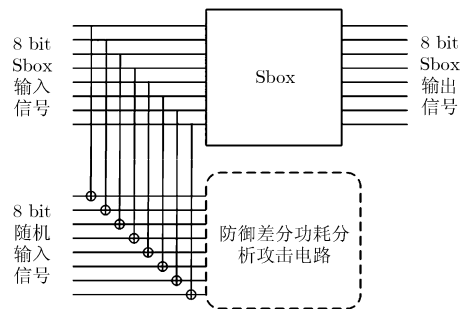 8 bit
Sbox
输入
信号
Sbox
8 bit
Sbox
输出
信号
8 bit
随机
输入
信号
防御差分功耗分
析攻击电路